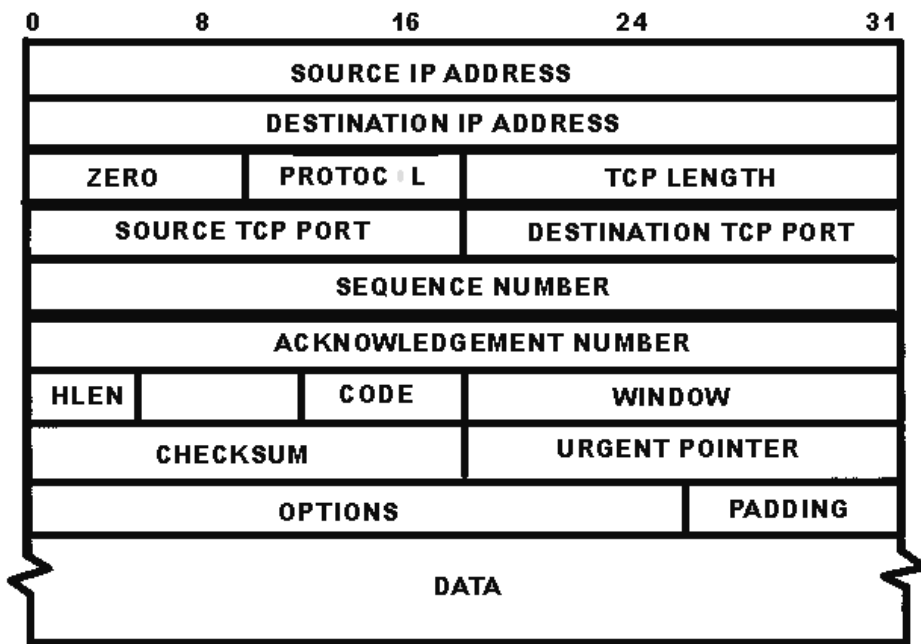 0 8 16 24 31
SOURCE IP ADDRESS
DESTINATION IP ADDRESS
ZERO PROTOC L TCP LENGTH
SOURCE TCP PORT DESTINATION TCP PORT
SEQUENCE NUMBER
ACKNOWLEDGEMENT NUMBER
HLEN CODE WINDOW
CHECKSUM URGENT POINTER
OPTIONS PADDING
DATA